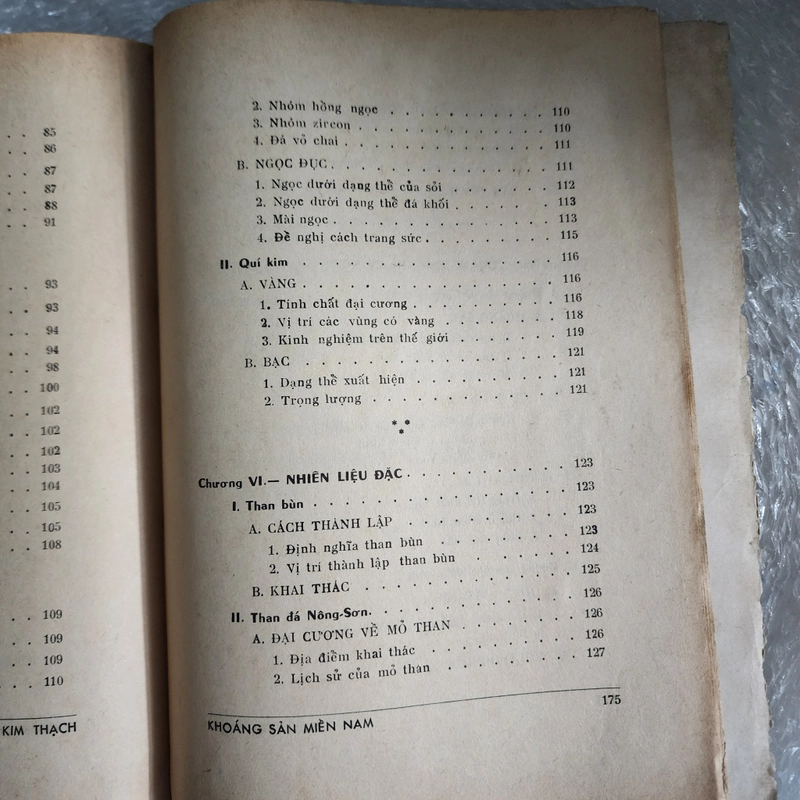 . . 85
. . 86
. . 87
. . 87
. . 88
. . 91
. . 93
. . 93
. . 94
. . 94
. . 98
. . 100
. . 102
. . 102
. . 102
. . 103
. . 104
. . 105
. . 105
. . 108
. . 109
. . 109
. . 109
. . 110
KIM THẠCH
2. Nhóm hồng ngọc . . . . . . . . . . . 110
3. Nhóm zircon . . . . . . . . . . . . 110
4. Đá vỏ chai . . . . . . . . . . . . 111
B. NGỌC ĐỤC . . . . . . . . . . . . . 111
1. Ngọc dưới dạng thể của sỏi . . . . . . . 112
2. Ngọc dưới dạng thể đá khối . . . . . . . 113
3. Mài ngọc . . . . . . . . . . . . . 113
4. Đề nghị cách trang sức . . . . . . . . 115
II. Quí kim . . . . . . . . . . . . . . 116
A. VÀNG . . . . . . . . . . . . . . 116
1. Tính chất đại cương . . . . . . . . . 116
2. Vị trí các vùng có vàng . . . . . . . . 118
3. Kinh nghiệm trên thế giới . . . . . . . 119
B. BẠC . . . . . . . . . . . . . . 121
1. Dạng thể xuất hiện . . . . . . . . . 121
2. Trọng lượng . . . . . . . . . . . . 121
* * *
Chương VI.— NHIÊN LIỆU ĐẶC . . . . . . . . . 123
I. Than bùn . . . . . . . . . . . . . . 123
A. CÁCH THÀNH LẬP . . . . . . . . . . 123
1. Định nghĩa than bùn . . . . . . . . . 123
2. Vị trí thành lập than bùn . . . . . . . 124
B. KHAI THÁC . . . . . . . . . . . . 125
II. Than đá Nông-Sơn . . . . . . . . . . . 126
A. ĐẠI CƯƠNG VỀ MỎ THAN . . . . . . . 126
1. Địa điểm khai thác . . . . . . . . . 126
2. Lịch sử của mỏ than . . . . . . . . 127
KHOÁNG SẢN MIỀN NAM 175